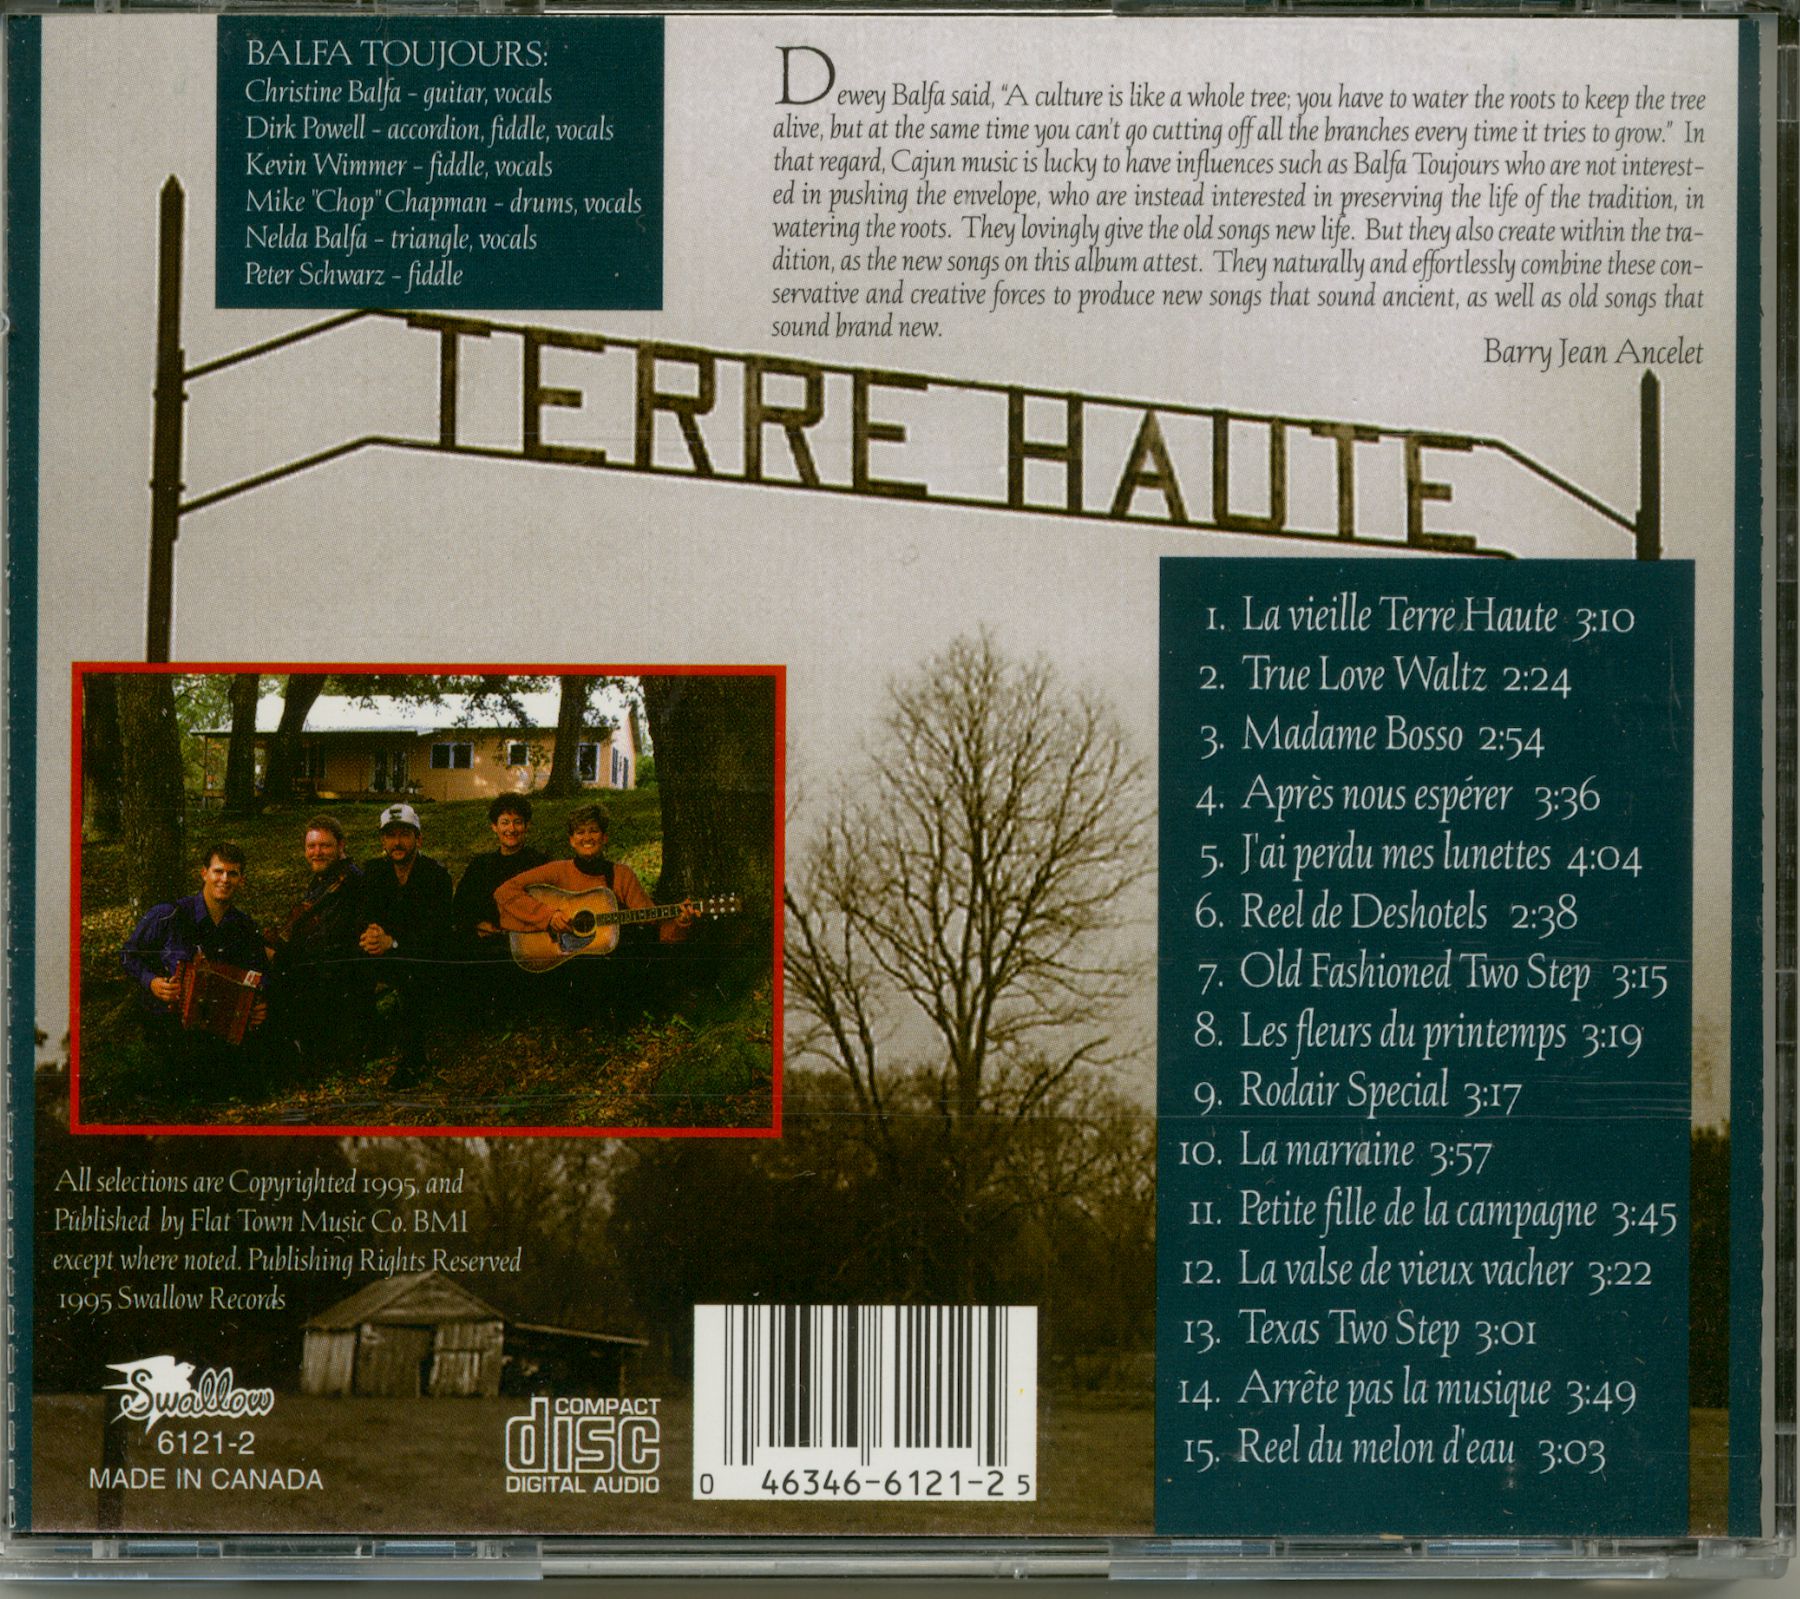 BALFA TOUJOURS:
Christine Balfa - guitar, vocals
Dirk Powell - accordion, fiddle, vocals
Kevin Wimmer - fiddle, vocals
Mike "Chop" Chapman - drums, vocals
Nelda Balfa - triangle, vocals
Peter Schwarz - fiddle
Dewey Balfa said, "A culture is like a whole tree; you have to water the roots to keep the tree
alive, but at the same time you can't go cutting off all the branches every time it tries to grow." In
that regard, Cajun music is lucky to have influences such as Balfa Toujours who are not interest-
ed in pushing the envelope, who are instead interested in preserving the life of the tradition, in
watering the roots. They lovingly give the old songs new life. But they also create within the tra-
dition, as the new songs on this album attest. They naturally and effortlessly combine these con-
servative and creative forces to produce new songs that sound ancient, as well as old songs that
sound brand new.
Barry Jean Ancelet
TERRE HAUTE
1. La vieille Terre Haute 3:10
2. True Love Waltz 2:24
3. Madame Bosso 2:54
4. Après nous espérer 3:36
5. J'ai perdu mes lunettes 4:04
6. Reel de Deshotels 2:38
7. Old Fashioned Two Step 3:15
8. Les fleurs du printemps 3:19
9. Rodair Special 3:17
10. La marraine 3:57
11. Petite fille de la campagne 3:45
12. La valse de vieux vacher 3:22
13. Texas Two Step 3:01
14. Arrête pas la musique 3:49
15. Reel du melon d'eau 3:03
All selections are Copyrighted 1995, and
Published by Flat Town Music Co. BMI
except where noted. Publishing Rights Reserved
1995 Swallow Records
Swallow
6121-2
MADE IN CANADA
COMPACT
disc
DIGITAL AUDIO
0 46346-6121-2 5